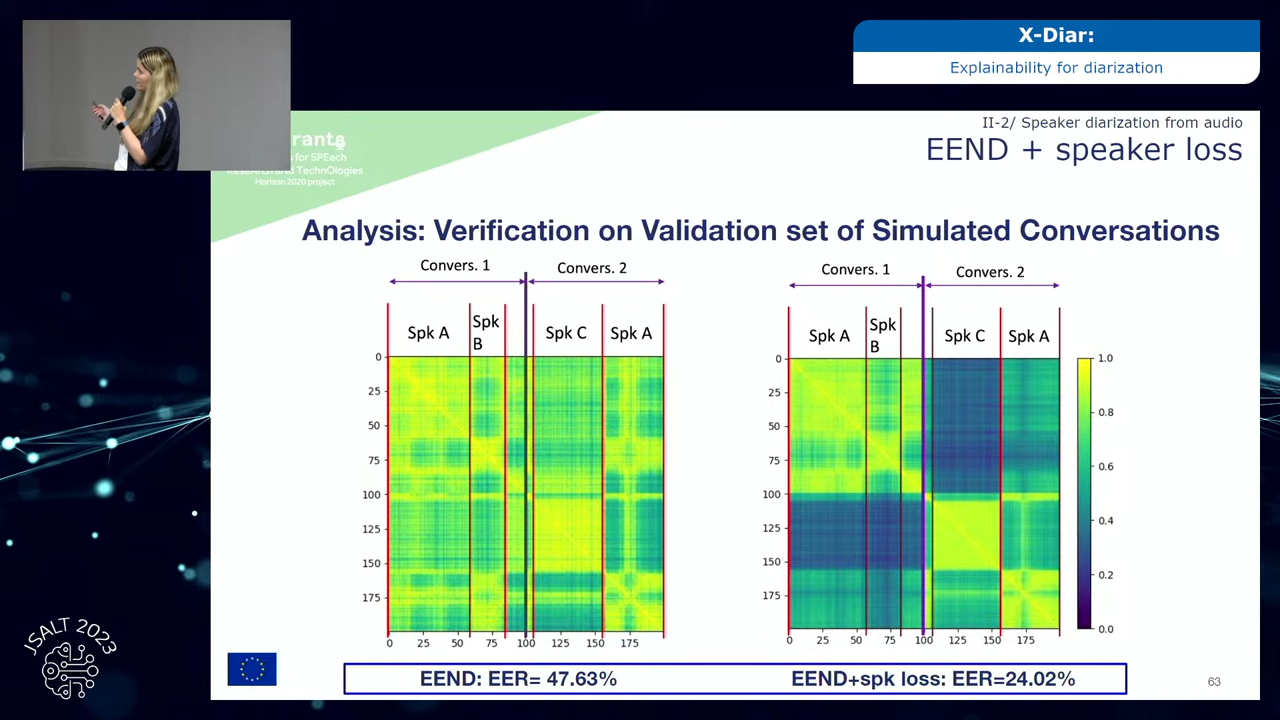 X-Diar:
Explainability for diarization
II-2/ Speaker diarization from audio
EEND + speaker loss
for SPEech
TechnOlOgies
Horizon 2020 project
Analysis: Verification on Validation set of Simulated Conversations
Convers. 1 Convers. 2
Spk A Spk B Spk C Spk A
0
25
50
75
100
125
150
175
0 25 50 75 100 125 150 175
Convers. 1 Convers. 2
Spk A Spk B Spk C Spk A
0
25
50
75
100
125
150
175
0 25 50 75 100 125 150 175
1.0
0.8
0.6
0.4
0.2
0.0
EEND: EER= 47.63%
EEND+spk loss: EER=24.02%
63
JSALT 2023